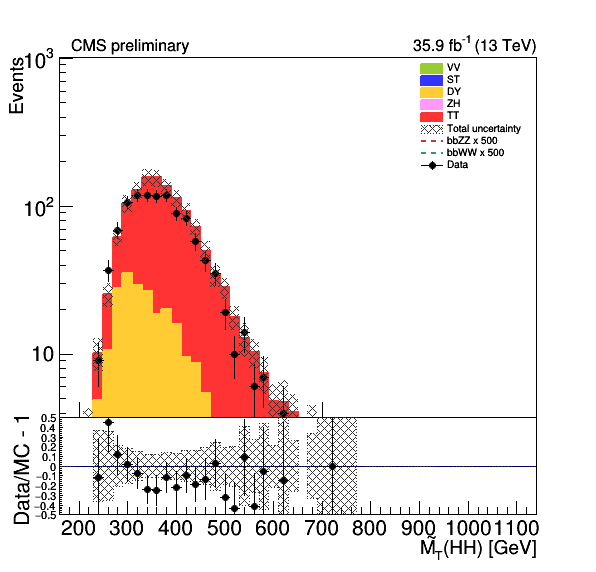 CMS preliminary 35.9 fb⁻¹ (13 TeV)
Events
10³
10²
10
VV
ST
DY
ZH
TT
Total uncertainty
bbZZ x 500
bbWW x 500
Data
Data/MC - 1
0.5
0.4
0.3
0.2
0.1
0
-0.1
-0.2
-0.3
-0.4
-0.5
200 300 400 500 600 700 800 900 1000 1100
M̃_T(HH) [GeV]